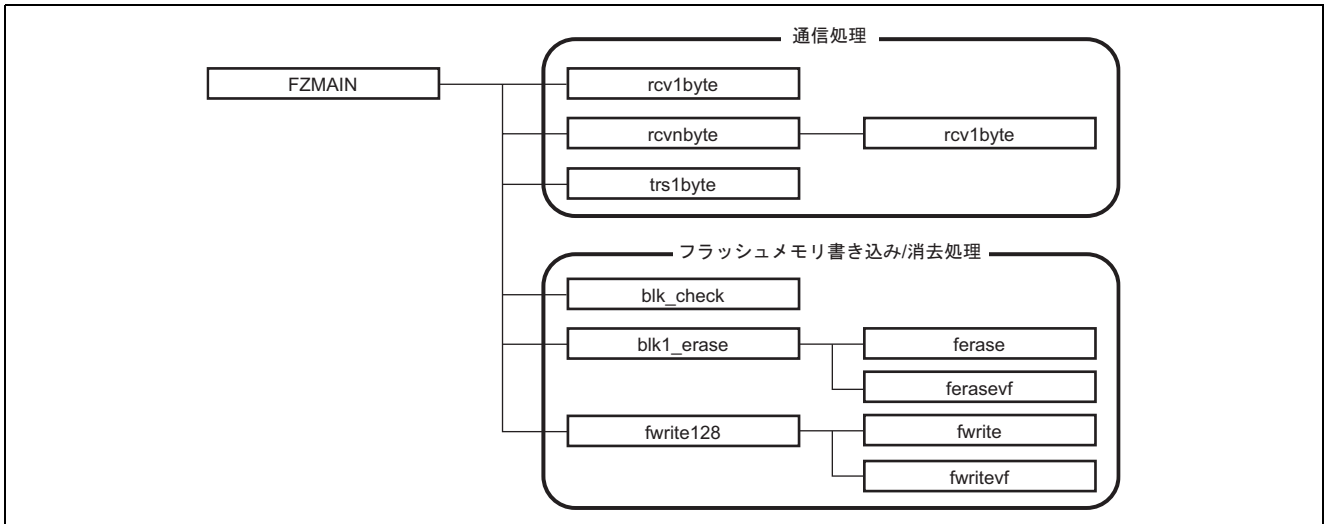 通信処理
FZMAIN
rcv1byte
rcvnbyte
rcv1byte
trs1byte
フラッシュメモリ書き込み/消去処理
blk_check
blk1_erase
ferase
ferasevf
fwrite128
fwrite
fwritevf